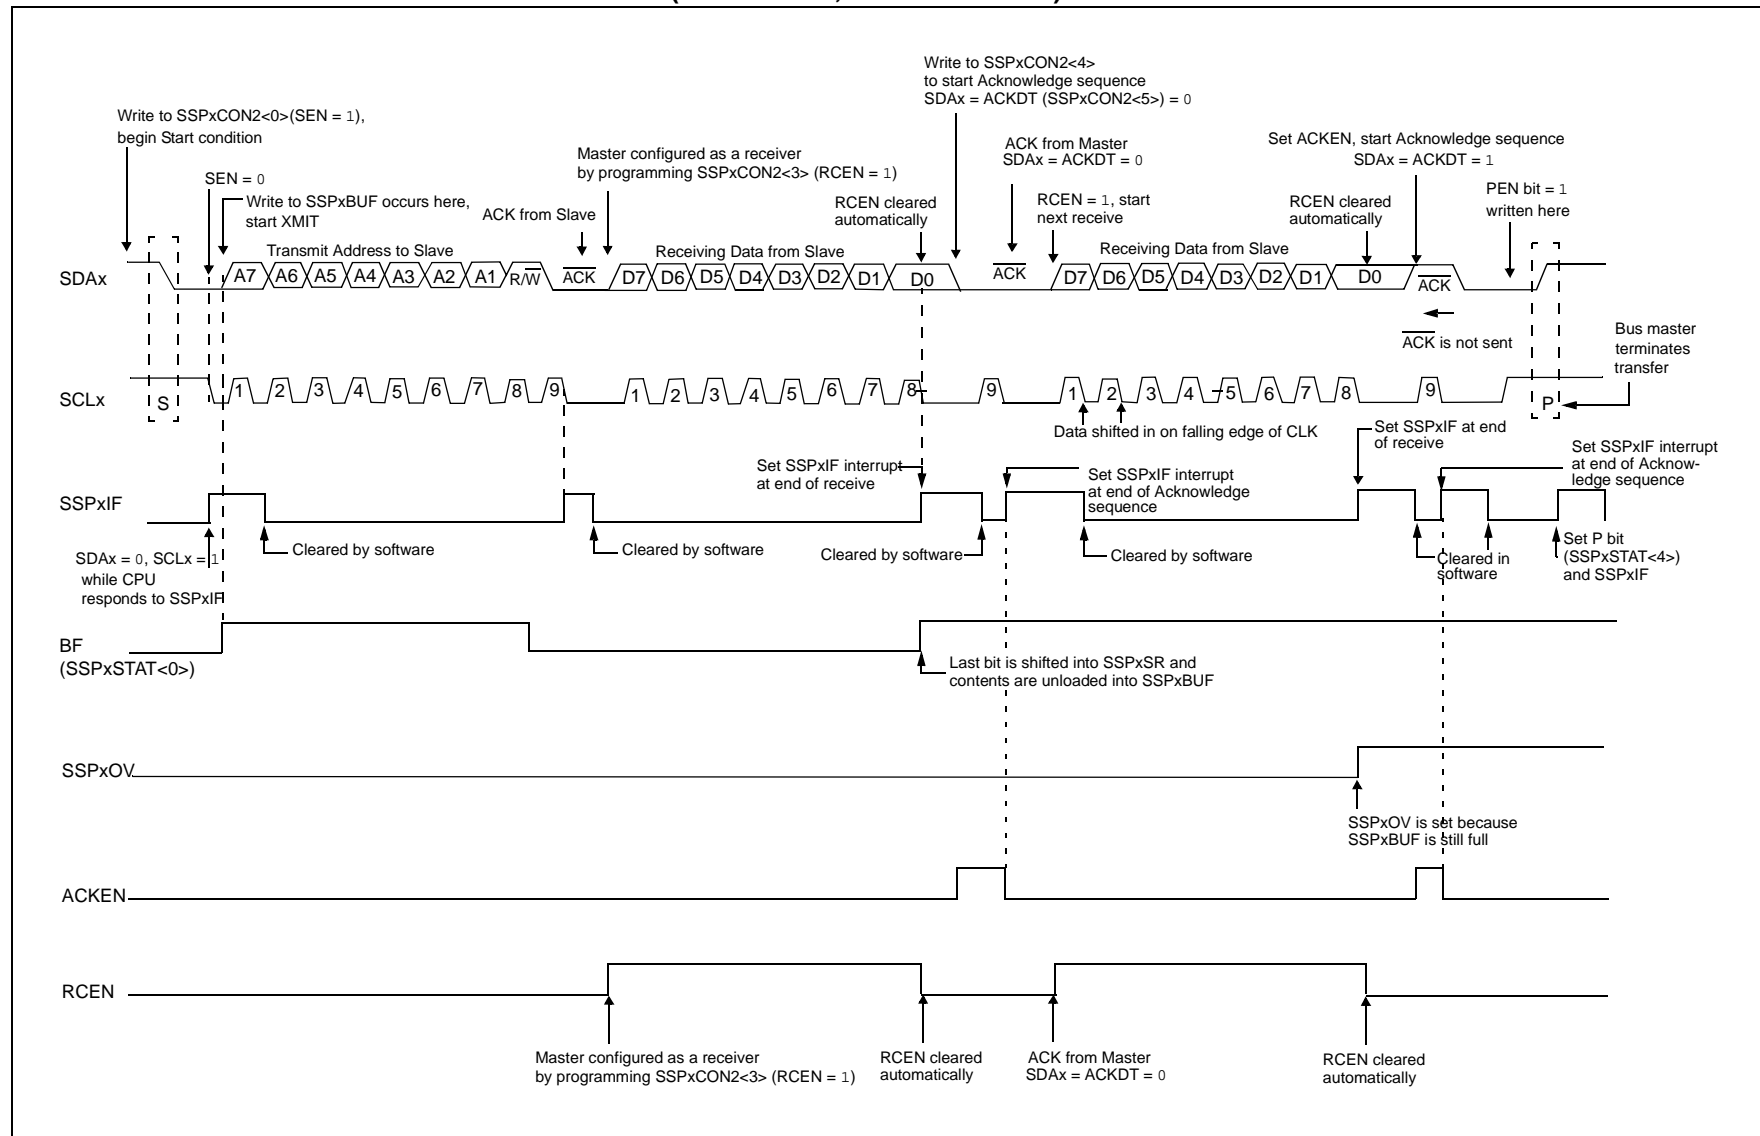 Write to SSPxCON2<4>
to start Acknowledge sequence
SDAx = ACKDT (SSPxCON2<5>) = 0
Write to SSPxCON2<0>(SEN = 1),
begin Start condition
SEN = 0
Write to SSPxBUF occurs here,
start XMIT
ACK from Slave
Master configured as a receiver
by programming SSPxCON2<3> (RCEN = 1)
RCEN cleared
automatically
ACK from Master
SDAx = ACKDT = 0
RCEN = 1, start
next receive
Set ACKEN, start Acknowledge sequence
SDAx = ACKDT = 1
RCEN cleared
automatically
PEN bit = 1
written here
Transmit Address to Slave
Receiving Data from Slave
Receiving Data from Slave
SDAx
A7 A6 A5 A4 A3 A2 A1 R/W ACK D7 D6 D5 D4 D3 D2 D1 D0 ACK D7 D6 D5 D4 D3 D2 D1 D0 ACK
ACK is not sent
Bus master
terminates
transfer
SCLx
S 1 2 3 4 5 6 7 8 9 1 2 3 4 5 6 7 8 9 1 2 3 4 5 6 7 8 9 P
Data shifted in on falling edge of CLK
Set SSPxIF interrupt
at end of receive
Set SSPxIF interrupt
at end of Acknowledge
sequence
Set SSPxIF at end
of receive
Set SSPxIF interrupt
at end of Acknow-
ledge sequence
SSPxIF
SDAx = 0, SCLx = 1
while CPU
responds to SSPxIF
Cleared by software
Cleared by software
Cleared by software
Cleared by software
Cleared in
software
Set P bit
(SSPxSTAT<4>)
and SSPxIF
BF
(SSPxSTAT<0>)
Last bit is shifted into SSPxSR and
contents are unloaded into SSPxBUF
SSPxOV
SSPxOV is set because
SSPxBUF is still full
ACKEN
RCEN
Master configured as a receiver
by programming SSPxCON2<3> (RCEN = 1)
RCEN cleared
automatically
ACK from Master
SDAx = ACKDT = 0
RCEN cleared
automatically